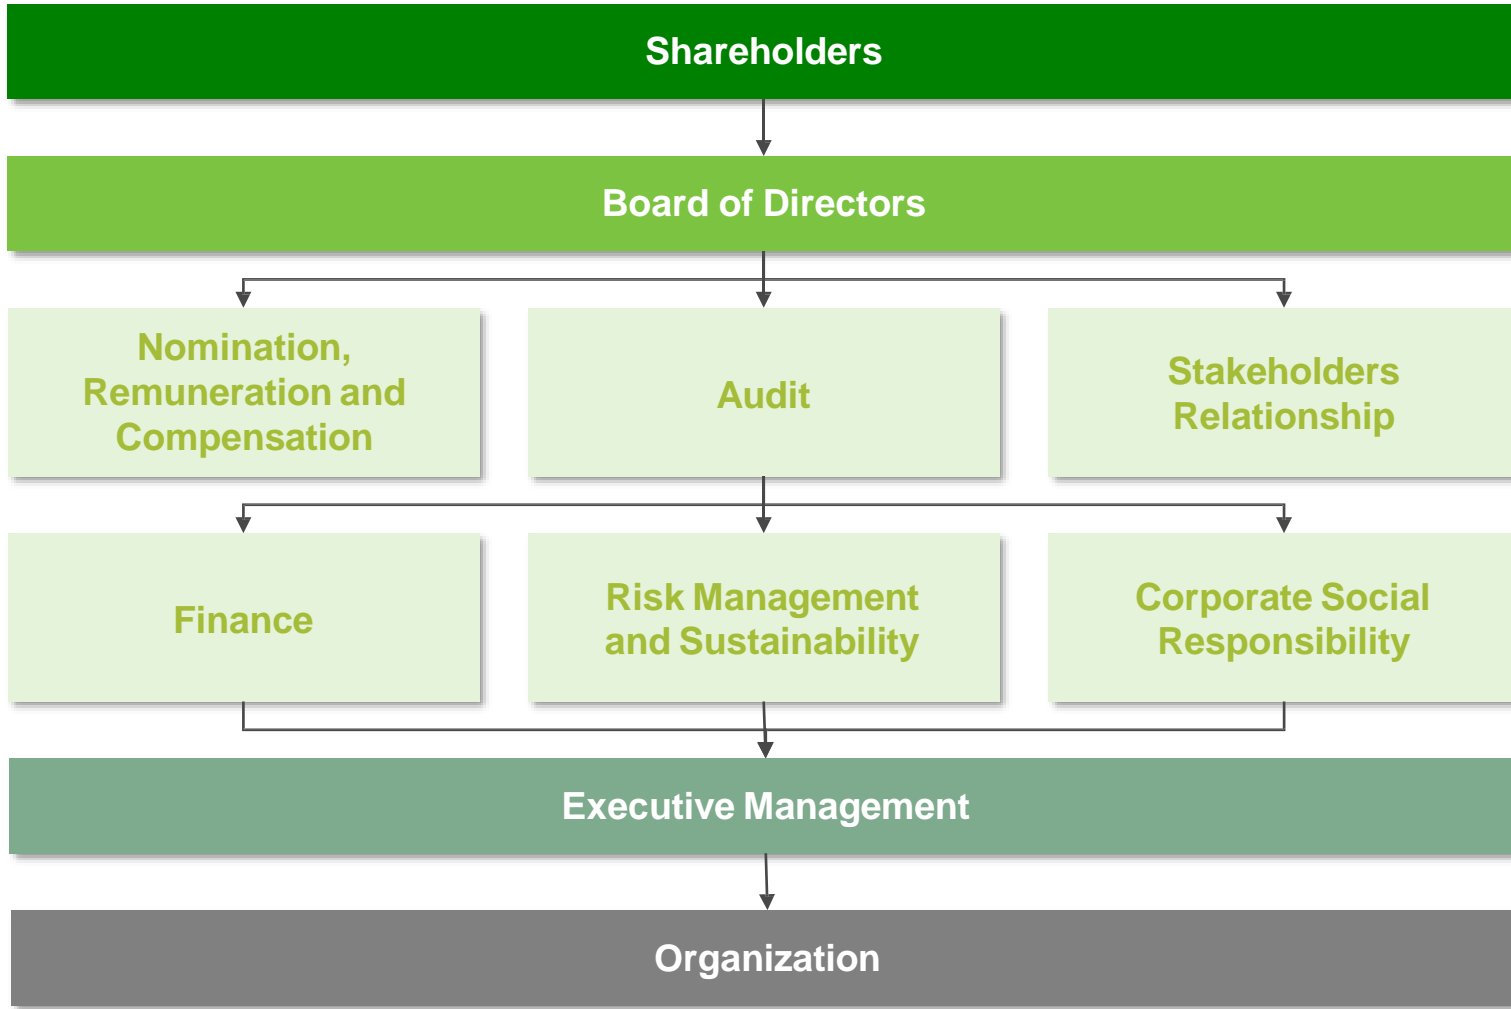 Shareholders
Board of Directors
Nomination,
Remuneration and
Compensation
Audit
Stakeholders
Relationship
Finance
Risk Management
and Sustainability
Corporate Social
Responsibility
Executive Management
Organization